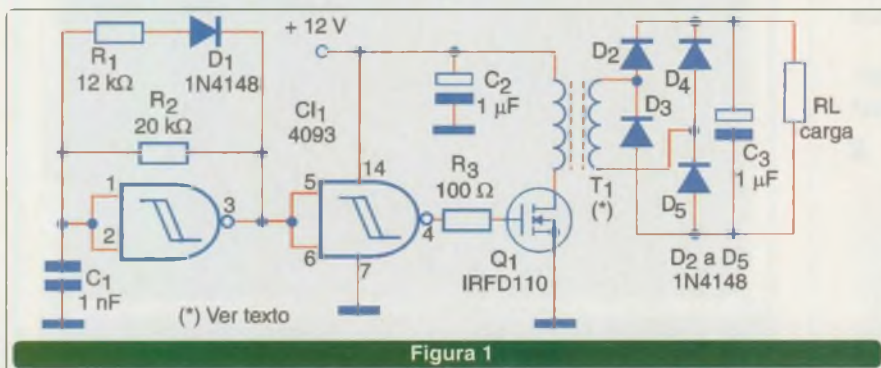 R1
12 kΩ
D1
1N4148
R2
20 kΩ
1
2
3
C1
1 nF
(*) Ver texto
+ 12 V
CI1
4093
14
5
6
4
7
C2
1 µF
R3
100 Ω
Q1
IRFD110
T1
(*)
D2
D3
D4
D5
C3
1 µF
RL
carga
D2 a D5
1N4148
Figura 1